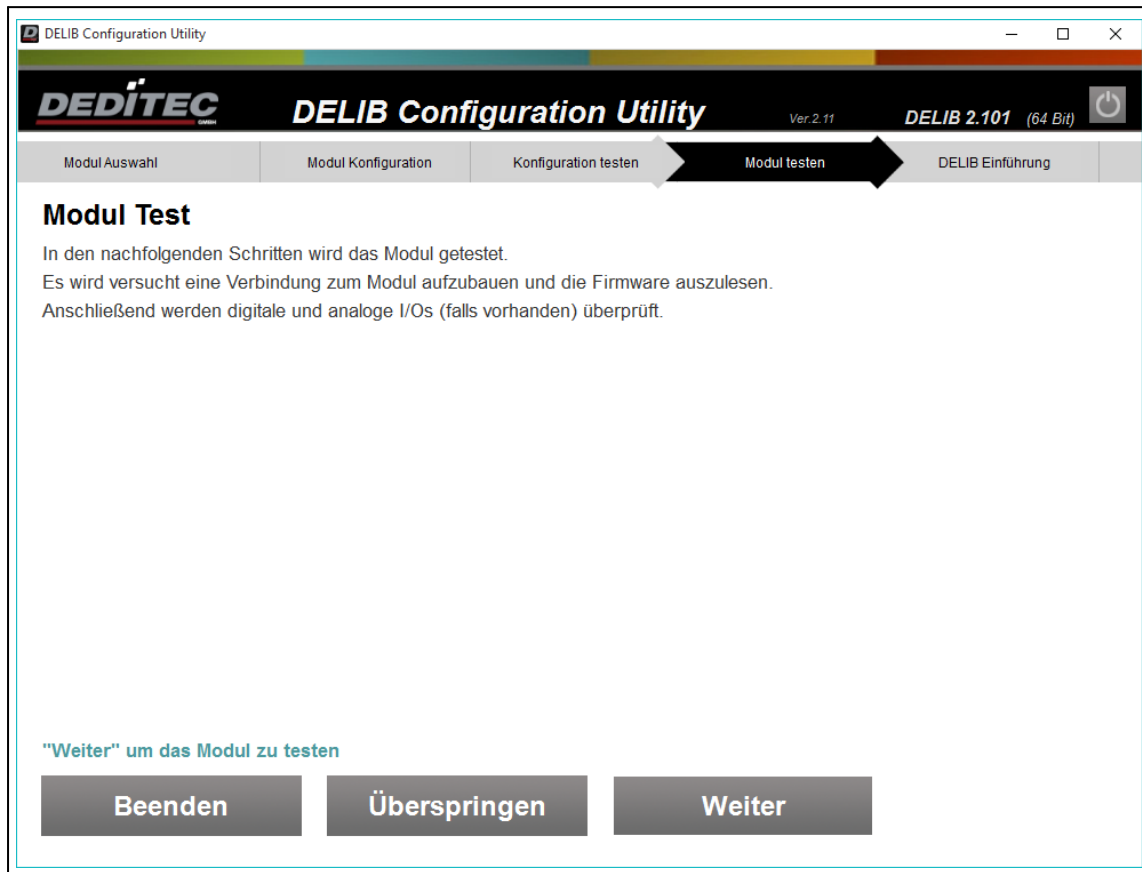 DELIB Configuration Utility
DEDITEC
GMBH
DELIB Configuration Utility
Ver.2.11
DELIB 2.101 (64 Bit)
Modul Auswahl
Modul Konfiguration
Konfiguration testen
Modul testen
DELIB Einführung
Modul Test
In den nachfolgenden Schritten wird das Modul getestet.
Es wird versucht eine Verbindung zum Modul aufzubauen und die Firmware auszulesen.
Anschließend werden digitale und analoge I/Os (falls vorhanden) überprüft.
"Weiter" um das Modul zu testen
Beenden
Überspringen
Weiter